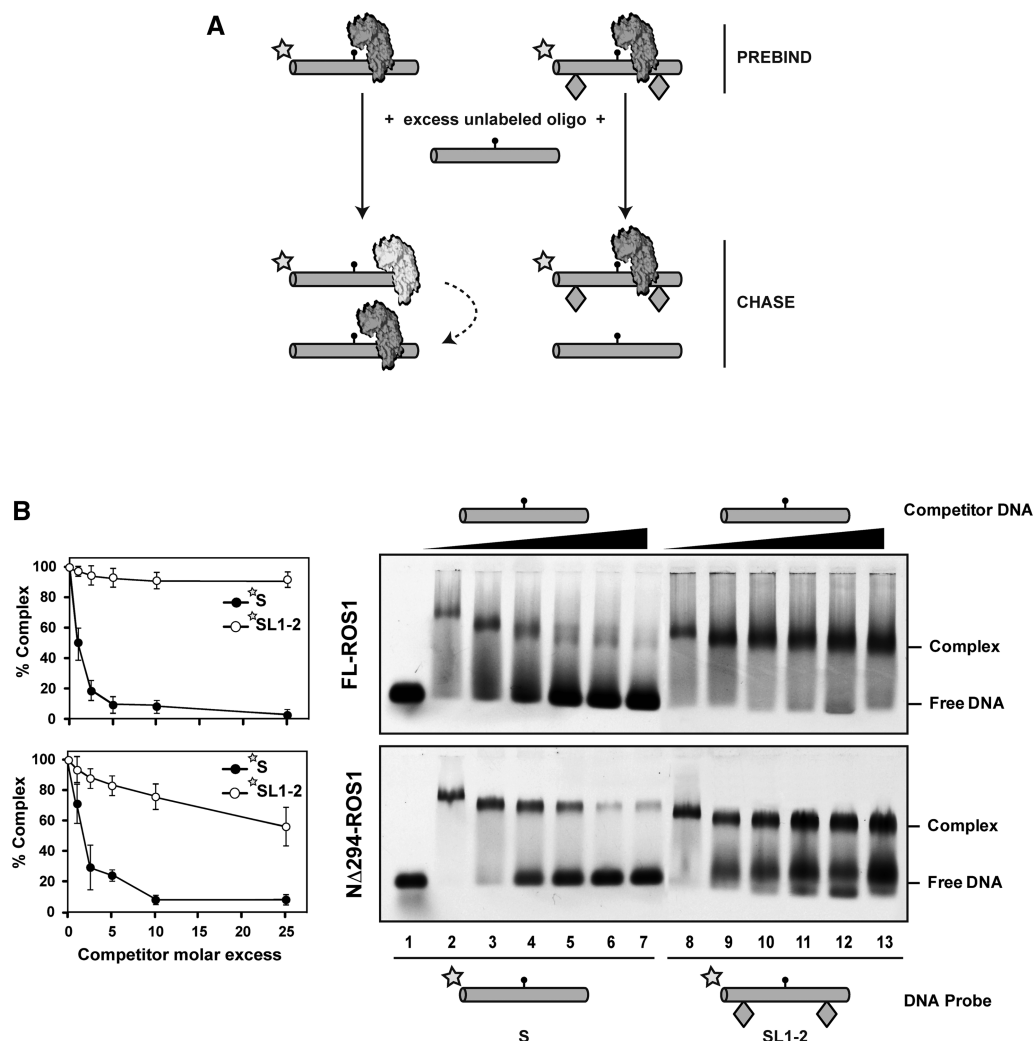 A
PREBIND
+ excess unlabeled oligo +
CHASE
B
Competitor DNA
% Complex
100
80
60
40
20
0
S
SL1-2
FL-ROS1
Complex
Free DNA
% Complex
100
80
60
40
20
0
S
SL1-2
0 5 10 15 20 25
Competitor molar excess
NΔ294-ROS1
Complex
Free DNA
1 2 3 4 5 6 7 8 9 10 11 12 13
DNA Probe
S
SL1-2